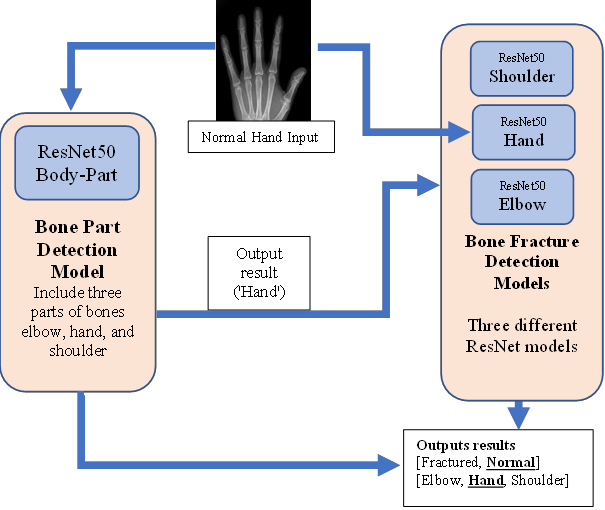 Normal Hand Input
ResNet50
Body-Part
Bone Part
Detection
Model
Include three
parts of bones
elbow, hand, and
shoulder
Output
result
('Hand')
ResNet50
Shoulder
ResNet50
Hand
ResNet50
Elbow
Bone Fracture
Detection
Models
Three different
ResNet models
Outputs results
[Fractured, Normal]
[Elbow, Hand, Shoulder]